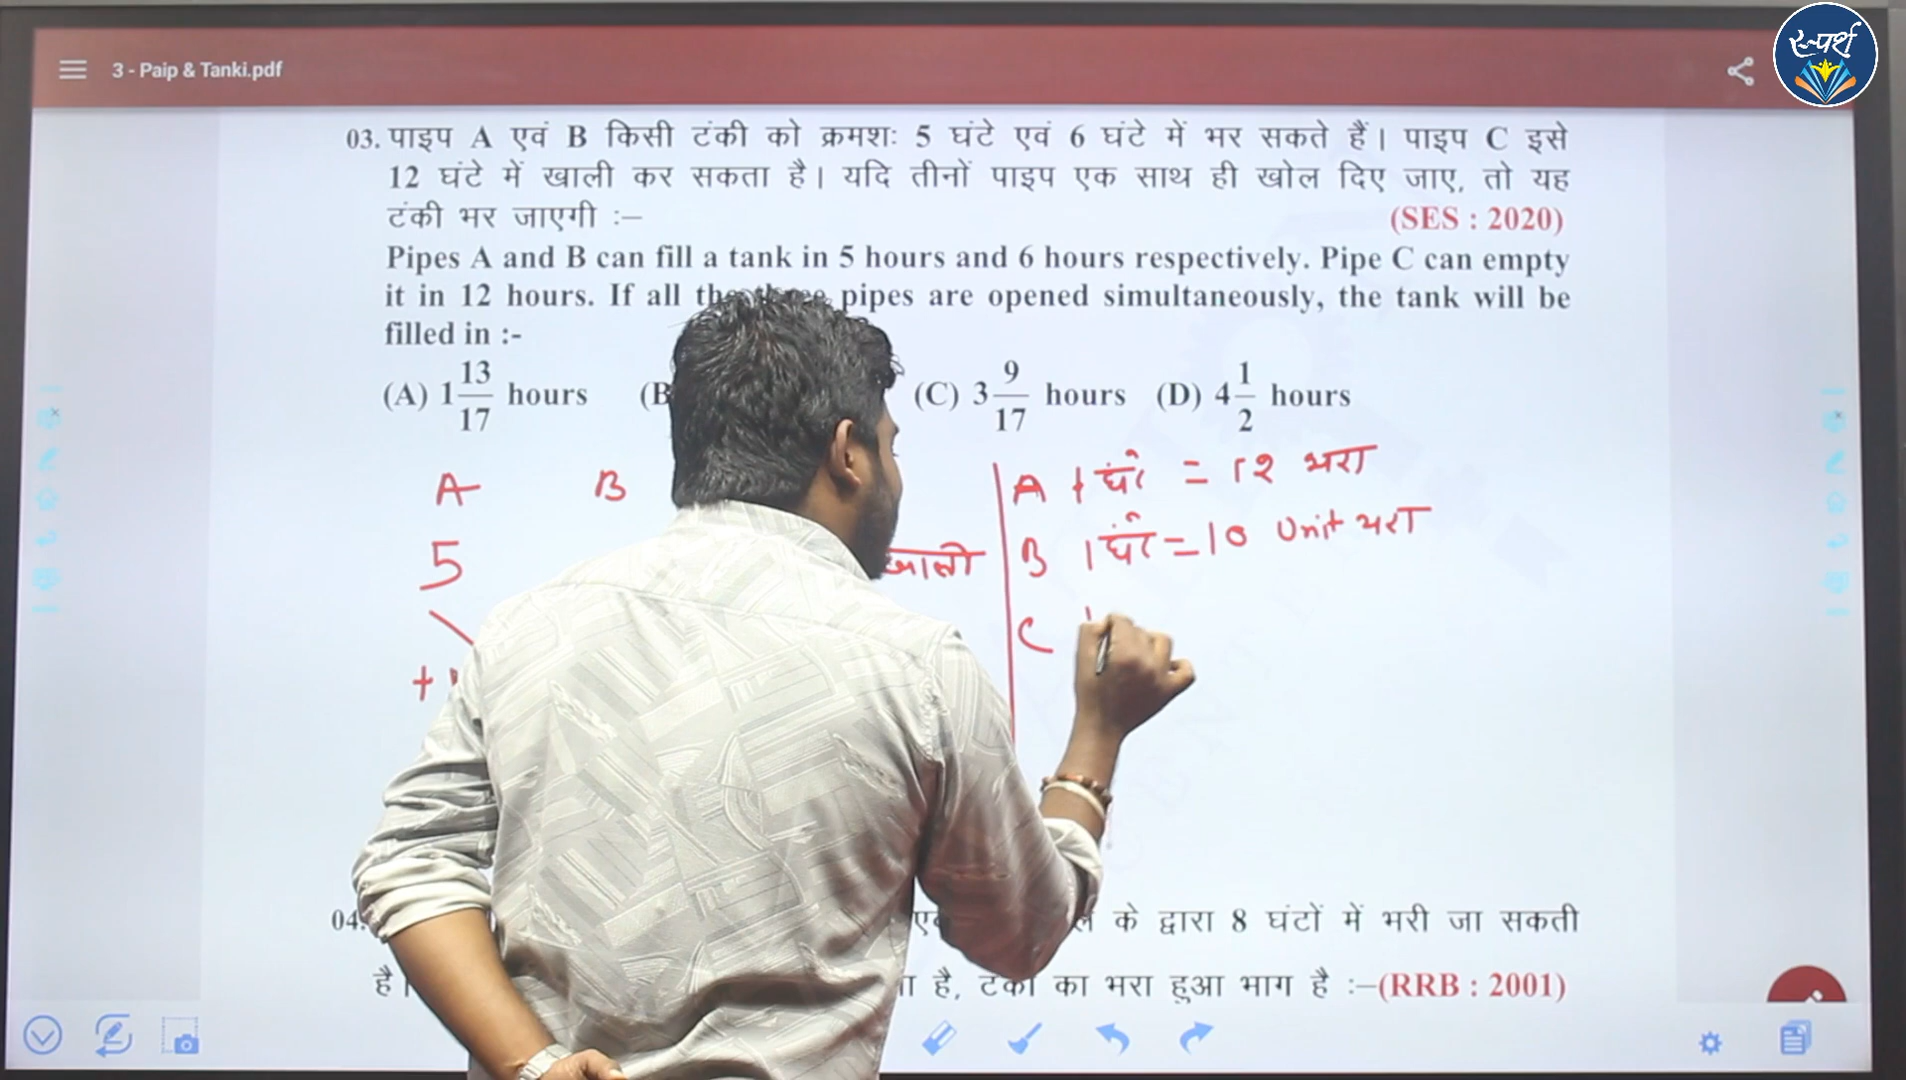 स्पर्श
3 - Paip & Tanki.pdf
03. पाइप A एवं B किसी टंकी को क्रमशः 5 घंटे एवं 6 घंटे में भर सकते हैं। पाइप C इसे
12 घंटे में खाली कर सकता है। यदि तीनों पाइप एक साथ ही खोल दिए जाए, तो यह
टंकी भर जाएगी :– (SES : 2020)
Pipes A and B can fill a tank in 5 hours and 6 hours respectively. Pipe C can empty
it in 12 hours. If all the three pipes are opened simultaneously, the tank will be
filled in :-
(A) 1 13/17 hours (B (C) 3 9/17 hours (D) 4 1/2 hours
A B A 1 घंटे = 12 भरा
5 खाली B 1 घंटे = 10 Unit भरा
C 1
+
04. के द्वारा 8 घंटों में भरी जा सकती
है। है, टंकी का भरा हुआ भाग है :–(RRB : 2001)